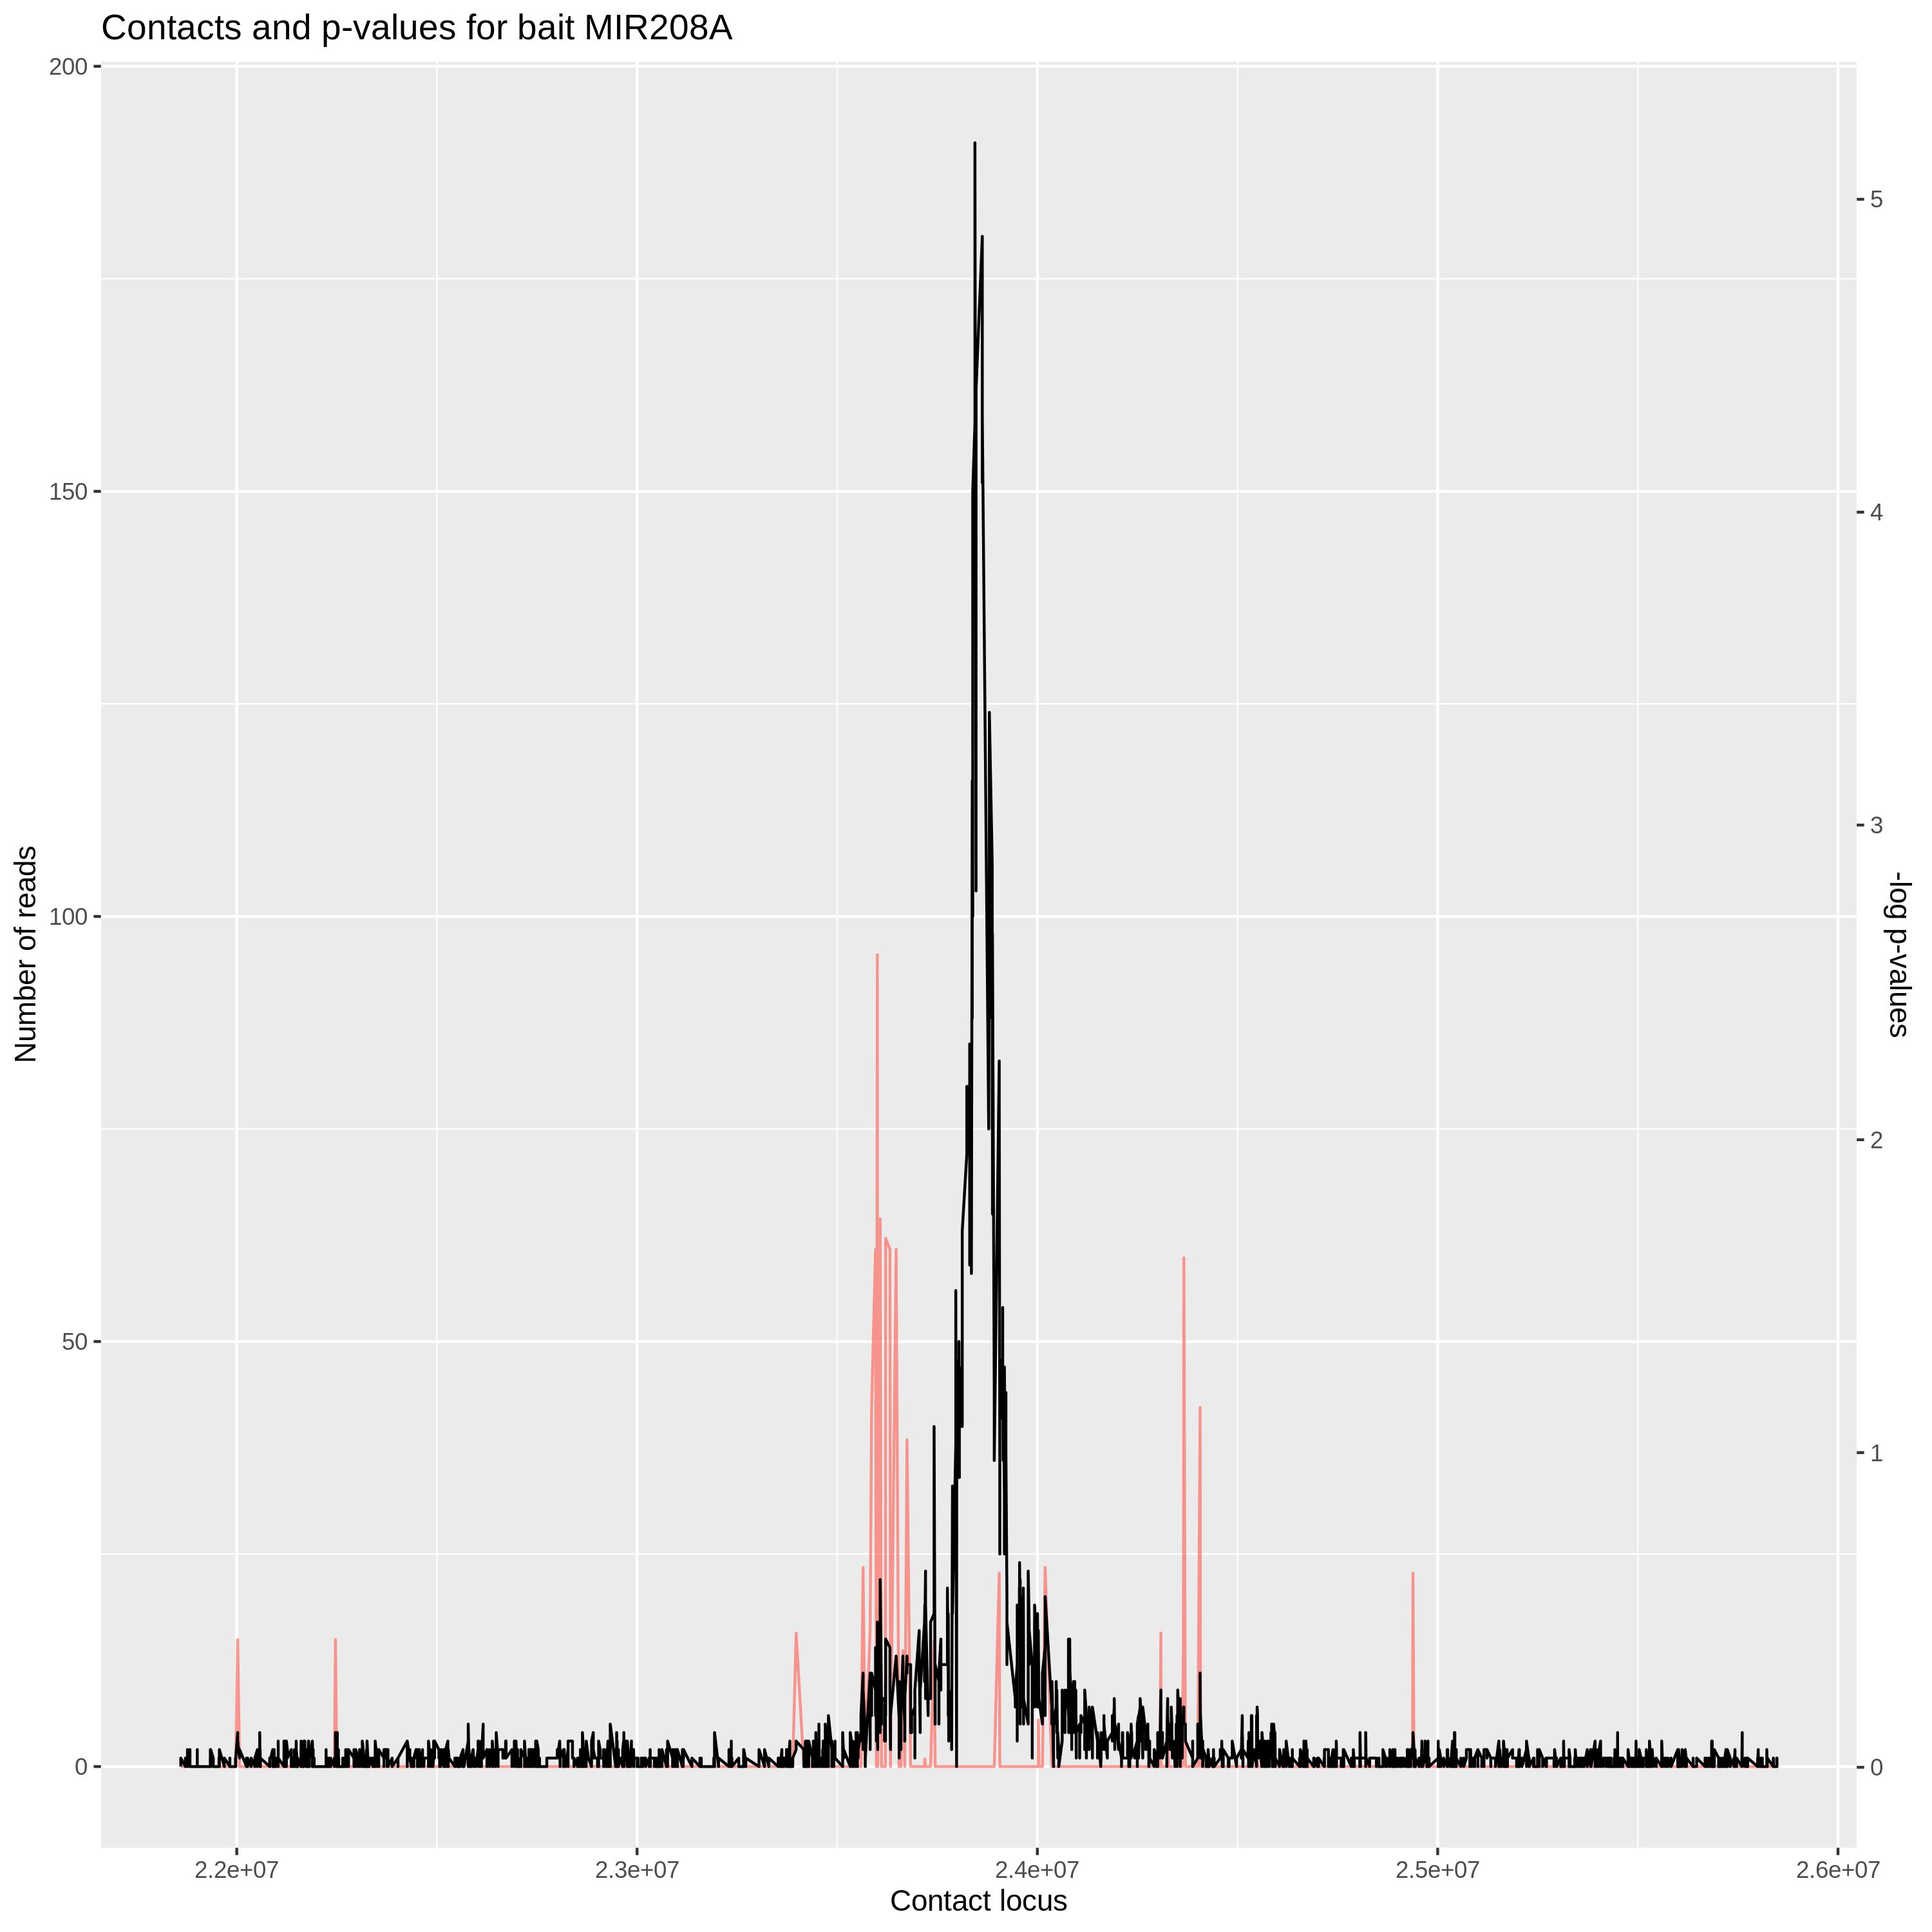 Contacts and p-values for bait MIR208A
200
150
100
50
0
Number of reads
5
4
3
2
1
0
-log p-values
2.2e+07 2.3e+07 2.4e+07 2.5e+07 2.6e+07
Contact locus